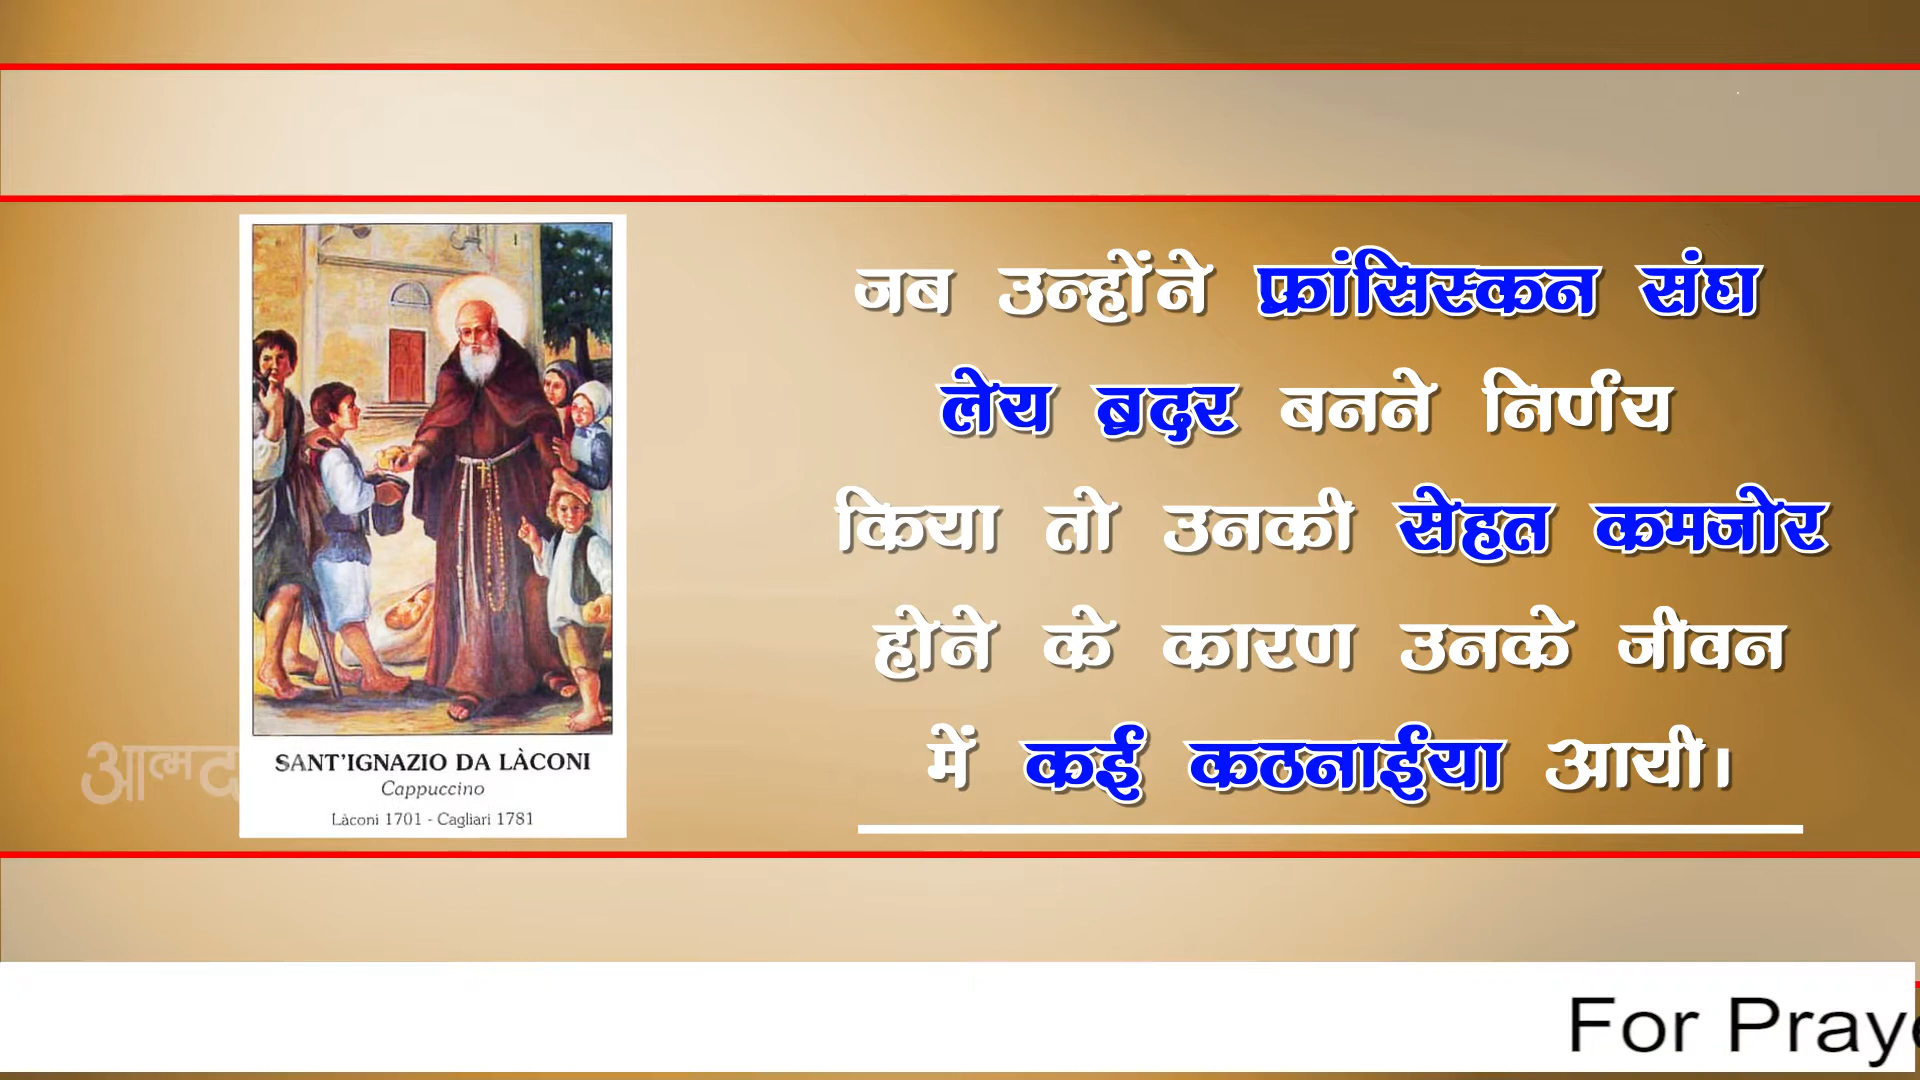 जब उन्होंने फ्रांसिस्कन संघ
लेय ब्रदर बनने निर्णय
किया तो उनकी सेहत कमजोर
होने के कारण उनके जीवन
में कई कठनाईया आयी।
SANT'IGNAZIO DA LÀCONI
Cappuccino
Làconi 1701 - Cagliari 1781
For